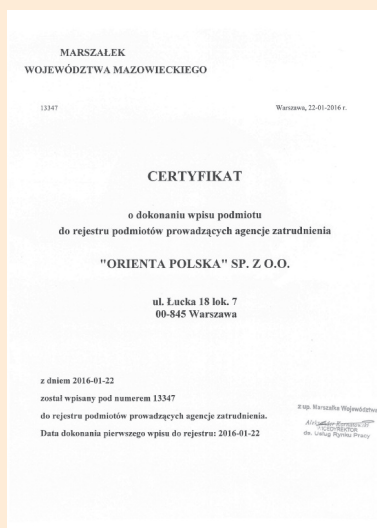 MARSZAŁEK
WOJEWÓDZTWA MAZOWIECKIEGO
13347 Warszawa, 22-01-2016 r.
CERTYFIKAT
o dokonaniu wpisu podmiotu
do rejestru podmiotów prowadzących agencje zatrudnienia
"ORIENTA POLSKA" SP. Z O.O.
ul. Łucka 18 lok. 7
00-845 Warszawa
z dniem 2016-01-22
został wpisany pod numerem 13347
do rejestru podmiotów prowadzących agencje zatrudnienia.
Data dokonania pierwszego wpisu do rejestru: 2016-01-22
z up. Marszałka Województwa
ds. Usług Rynku Pracy